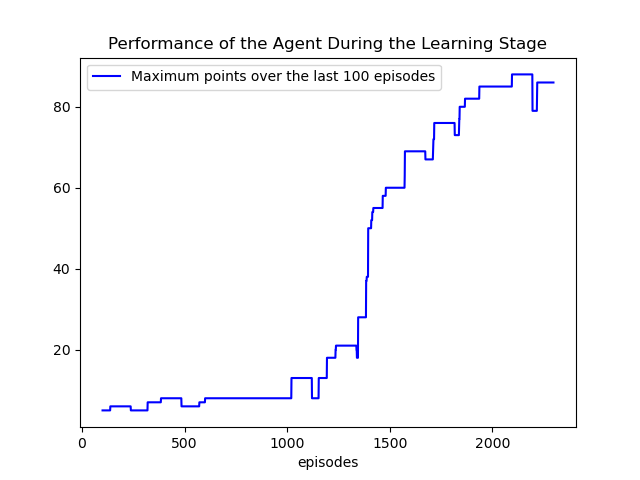 Performance of the Agent During the Learning Stage
Maximum points over the last 100 episodes
80
60
40
20
0 500 1000 1500 2000
episodes